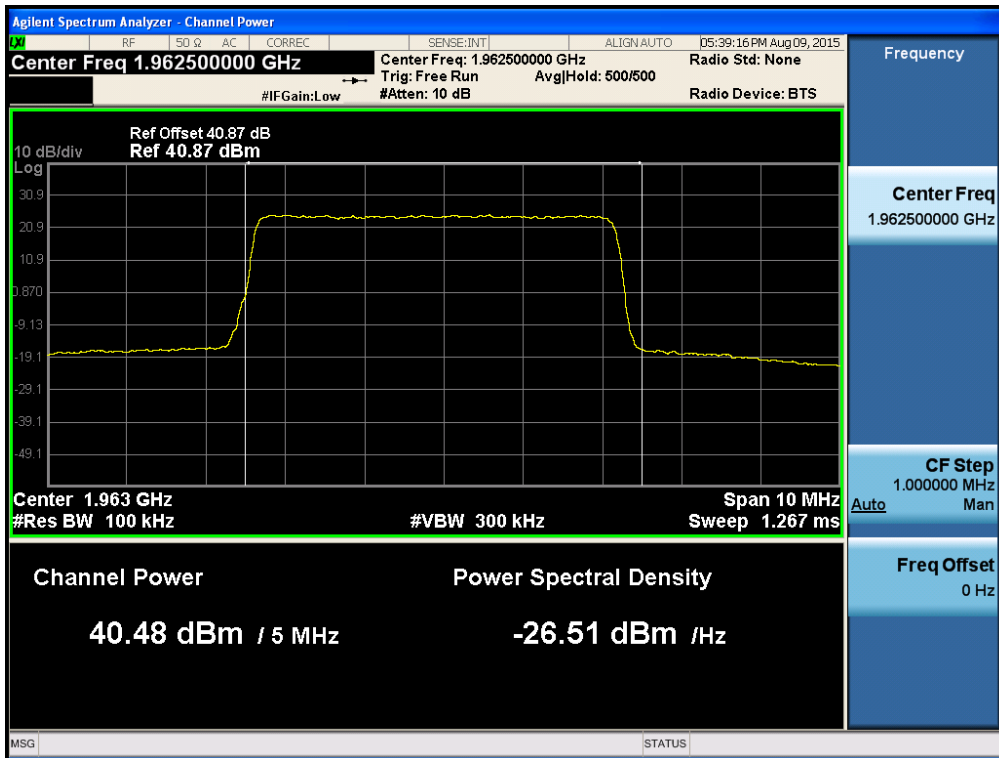 Agilent Spectrum Analyzer - Channel Power
LXI RF 50 Ω AC CORREC SENSE:INT ALIGN AUTO 05:39:16 PM Aug 09, 2015
Center Freq 1.962500000 GHz
Center Freq: 1.962500000 GHz
Radio Std: None
Trig: Free Run Avg|Hold: 500/500
#IFGain:Low
#Atten: 10 dB
Radio Device: BTS
Ref Offset 40.87 dB
10 dB/div Ref 40.87 dBm
Log
30.9
20.9
10.9
0.870
-9.13
-19.1
-29.1
-39.1
-49.1
Center 1.963 GHz Span 10 MHz
#Res BW 100 kHz #VBW 300 kHz Sweep 1.267 ms
Channel Power Power Spectral Density
40.48 dBm / 5 MHz -26.51 dBm /Hz
MSG STATUS
Frequency
Center Freq
1.962500000 GHz
CF Step
1.000000 MHz
Auto Man
Freq Offset
0 Hz